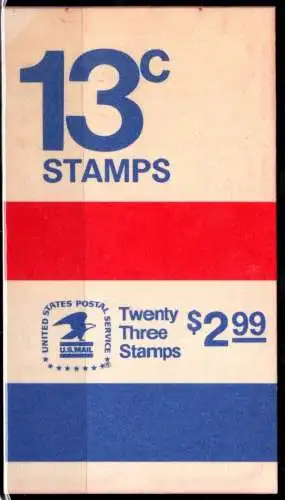 13c
STAMPS
UNITED STATES POSTAL SERVICE
U.S.MAIL
Twenty
Three
Stamps
$2.99